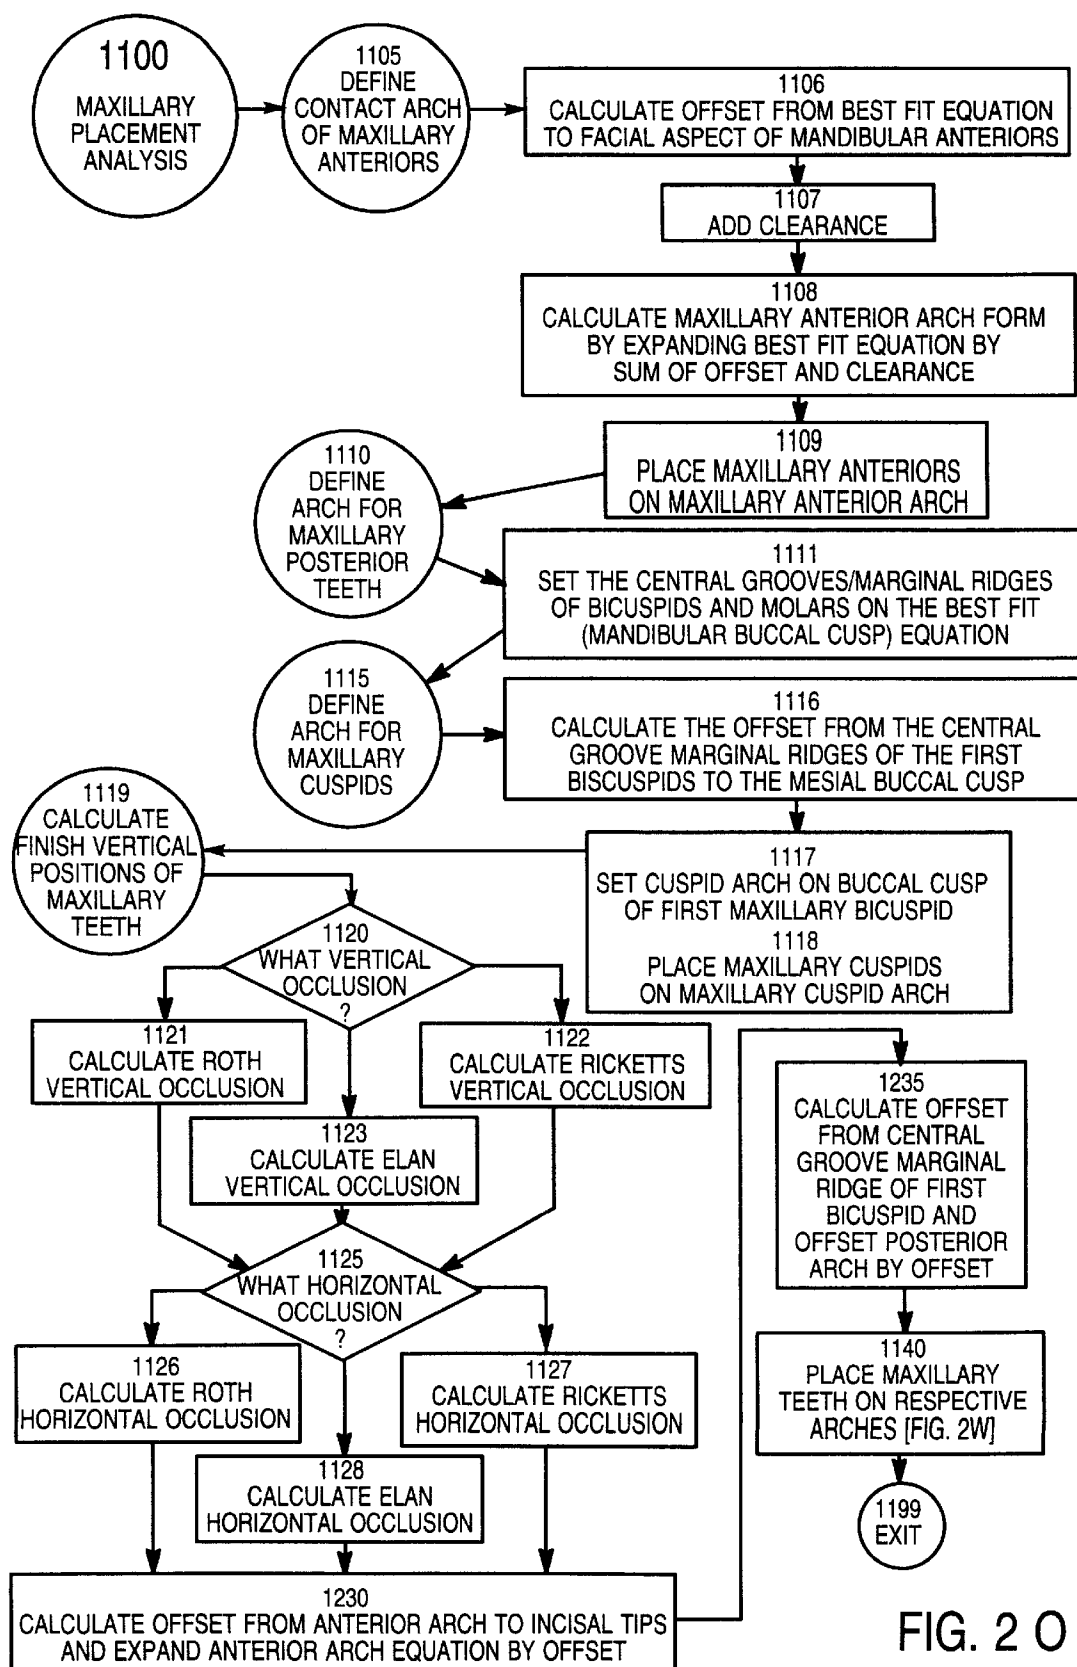 1100
MAXILLARY
PLACEMENT
ANALYSIS
1105
DEFINE
CONTACT ARCH
OF MAXILLARY
ANTERIORS
1106
CALCULATE OFFSET FROM BEST FIT EQUATION
TO FACIAL ASPECT OF MANDIBULAR ANTERIORS
1107
ADD CLEARANCE
1108
CALCULATE MAXILLARY ANTERIOR ARCH FORM
BY EXPANDING BEST FIT EQUATION BY
SUM OF OFFSET AND CLEARANCE
1109
PLACE MAXILLARY ANTERIORS
ON MAXILLARY ANTERIOR ARCH
1110
DEFINE
ARCH FOR
MAXILLARY
POSTERIOR
TEETH
1111
SET THE CENTRAL GROOVES/MARGINAL RIDGES
OF BICUSPIDS AND MOLARS ON THE BEST FIT
(MANDIBULAR BUCCAL CUSP) EQUATION
1115
DEFINE
ARCH FOR
MAXILLARY
CUSPIDS
1116
CALCULATE THE OFFSET FROM THE CENTRAL
GROOVE MARGINAL RIDGES OF THE FIRST
BISCUSPIDS TO THE MESIAL BUCCAL CUSP
1117
SET CUSPID ARCH ON BUCCAL CUSP
OF FIRST MAXILLARY BICUSPID
1118
PLACE MAXILLARY CUSPIDS
ON MAXILLARY CUSPID ARCH
1119
CALCULATE
FINISH VERTICAL
POSITIONS OF
MAXILLARY
TEETH
1120
WHAT VERTICAL
OCCLUSION
?
1121
CALCULATE ROTH
VERTICAL OCCLUSION
1122
CALCULATE RICKETTS
VERTICAL OCCLUSION
1123
CALCULATE ELAN
VERTICAL OCCLUSION
1125
WHAT HORIZONTAL
OCCLUSION
?
1126
CALCULATE ROTH
HORIZONTAL OCCLUSION
1127
CALCULATE RICKETTS
HORIZONTAL OCCLUSION
1128
CALCULATE ELAN
HORIZONTAL OCCLUSION
1230
CALCULATE OFFSET FROM ANTERIOR ARCH TO INCISAL TIPS
AND EXPAND ANTERIOR ARCH EQUATION BY OFFSET
1235
CALCULATE OFFSET
FROM CENTRAL
GROOVE MARGINAL
RIDGE OF FIRST
BICUSPID AND
OFFSET POSTERIOR
ARCH BY OFFSET
1140
PLACE MAXILLARY
TEETH ON RESPECTIVE
ARCHES [FIG. 2W]
1199
EXIT
FIG. 2 O